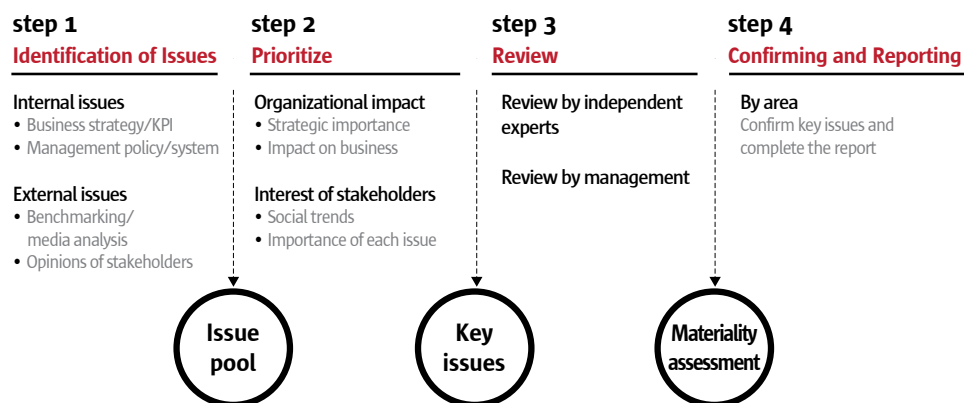 step 1
Identification of Issues
Internal issues
• Business strategy/KPI
• Management policy/system
External issues
• Benchmarking/
media analysis
• Opinions of stakeholders
step 2
Prioritize
Organizational impact
• Strategic importance
• Impact on business
Interest of stakeholders
• Social trends
• Importance of each issue
step 3
Review
Review by independent
experts
Review by management
step 4
Confirming and Reporting
By area
Confirm key issues and
complete the report
Issue
pool
Key
issues
Materiality
assessment